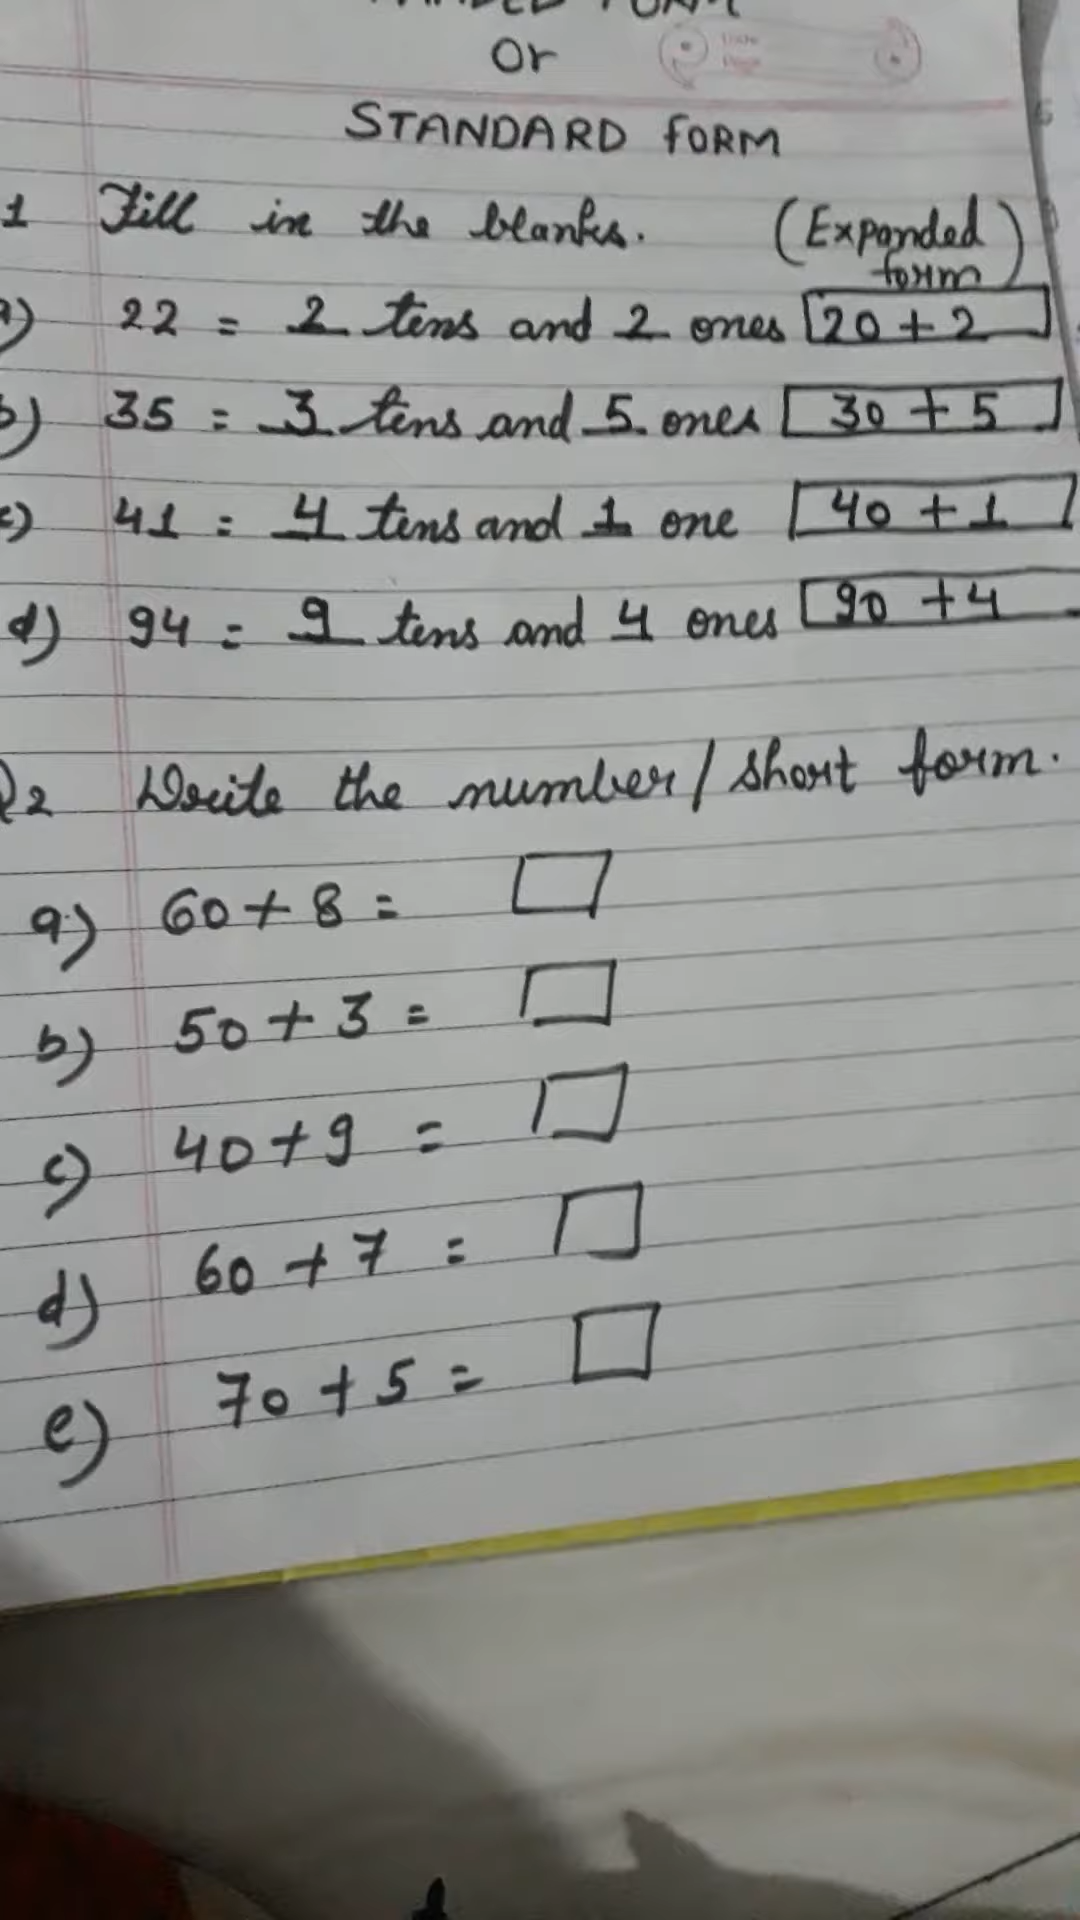 FORM
Or
STANDARD FORM
1 Fill in the blanks. (Expanded form)
22 = 2 tens and 2 ones 20 + 2
b) 35 = 3 tens and 5 ones 30 + 5
c) 41 = 4 tens and 1 one 40 + 1
d) 94 = 9 tens and 4 ones 90 + 4
Q2 Write the number/short form.
a) 60 + 8 =
b) 50 + 3 =
c) 40 + 9 =
d) 60 + 7 =
e) 70 + 5 =